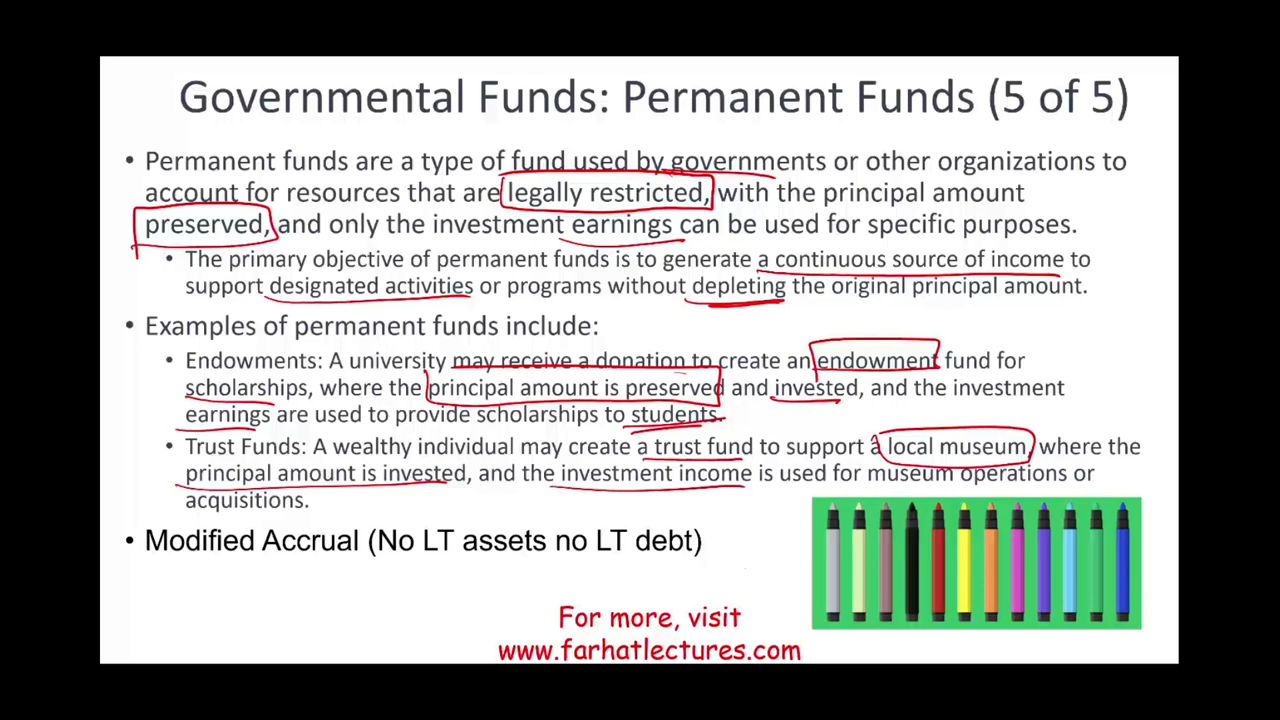 Governmental Funds: Permanent Funds (5 of 5)
• Permanent funds are a type of fund used by governments or other organizations to
account for resources that are legally restricted, with the principal amount
preserved, and only the investment earnings can be used for specific purposes.
• The primary objective of permanent funds is to generate a continuous source of income to
support designated activities or programs without depleting the original principal amount.
• Examples of permanent funds include:
• Endowments: A university may receive a donation to create an endowment fund for
scholarships, where the principal amount is preserved and invested, and the investment
earnings are used to provide scholarships to students.
• Trust Funds: A wealthy individual may create a trust fund to support a local museum, where the
principal amount is invested, and the investment income is used for museum operations or
acquisitions.
• Modified Accrual (No LT assets no LT debt)
For more, visit
www.farhatlectures.com